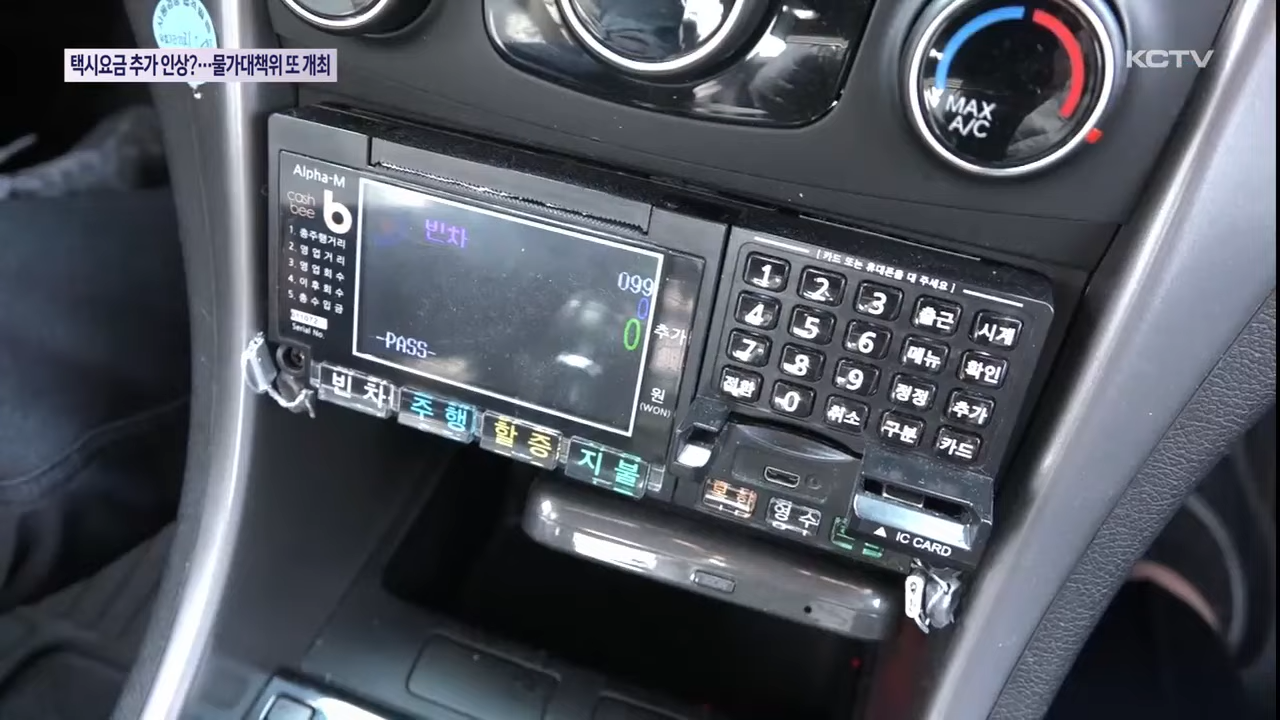 택시요금 추가 인상?…물가대책위 또 개최
KCTV
MAX
A/C
Alpha-M
cash
bee
b
1. 총주행거리
2. 영업거리
3. 영업회수
4. 이후회수
5. 총수입금
Serial No.
빈차
099
0
0
추가
-PASS-
원
(WON)
빈차
주행
할증
지불
[ 카드 또는 휴대폰을 대 주세요 ]
1 2 3 출근 시계
4 5 6 메뉴 확인
7 8 9 정정 추가
0 취소 구분 카드
영수
▲ IC CARD